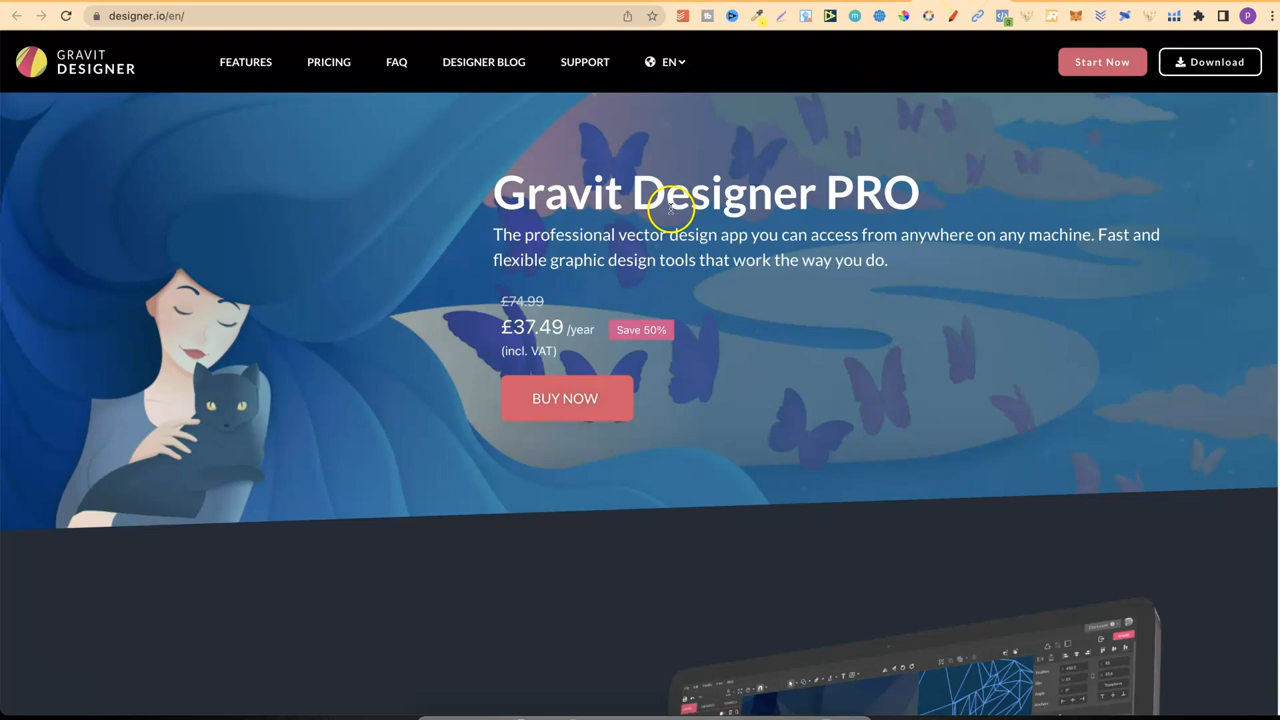 designer.io/en/
GRAVIT
DESIGNER
FEATURES
PRICING
FAQ
DESIGNER BLOG
SUPPORT
EN
Start Now
Download
Gravit Designer PRO
The professional vector design app you can access from anywhere on any machine. Fast and
flexible graphic design tools that work the way you do.
£74.99
£37.49 /year
Save 50%
(incl. VAT)
BUY NOW